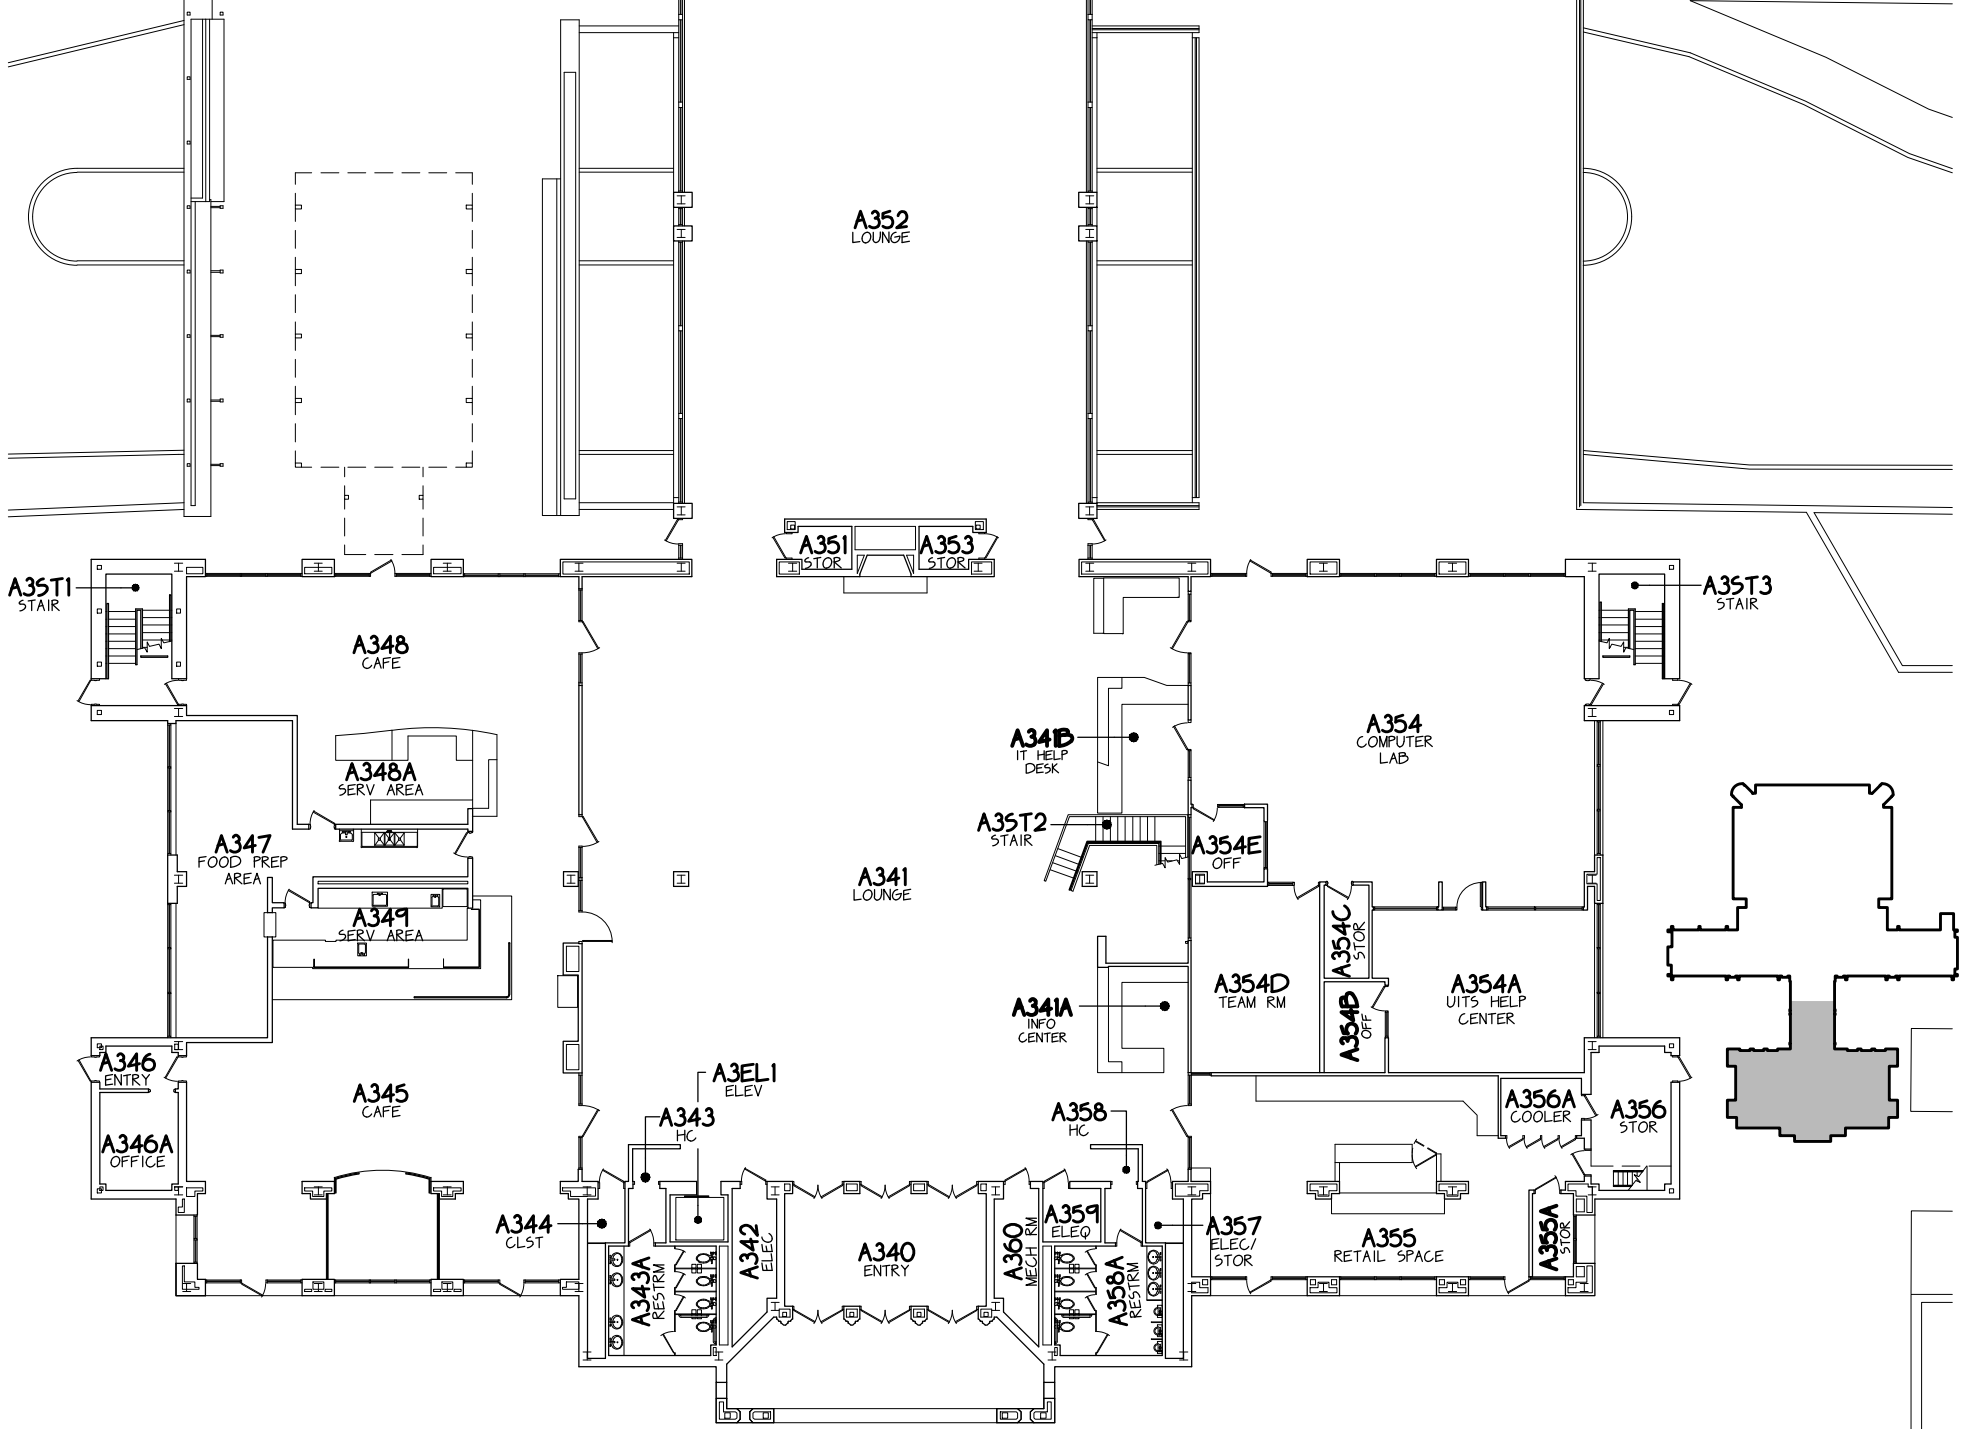 A352
LOUNGE
A351
STOR
A353
STOR
A3ST1
STAIR
A3ST3
STAIR
A348
CAFE
A354
COMPUTER
LAB
A341B
IT HELP
DESK
A348A
SERV AREA
A3ST2
STAIR
A347
FOOD PREP
AREA
A354E
OFF
A341
LOUNGE
A349
SERV AREA
A354C
STOR
A354D
TEAM RM
A354A
UITS HELP
CENTER
A341A
INFO
CENTER
A354B
OFF
A346
ENTRY
A3EL1
ELEV
A345
CAFE
A343
HC
A358
HC
A356A
COOLER
A356
STOR
A346A
OFFICE
A344
CLST
A359
ELEQ
A357
ELEC/
STOR
A342
ELEC
A340
ENTRY
A360
MECH RM
A355
RETAIL SPACE
A355A
STOR
A343A
RESTRM
A358A
RESTRM